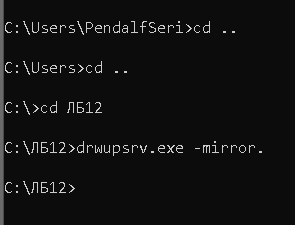 C:\Users\PendalfSeri>cd ..
C:\Users>cd ..
C:\>cd ЛБ12
C:\ЛБ12>drwupsrv.exe -mirror.
C:\ЛБ12>